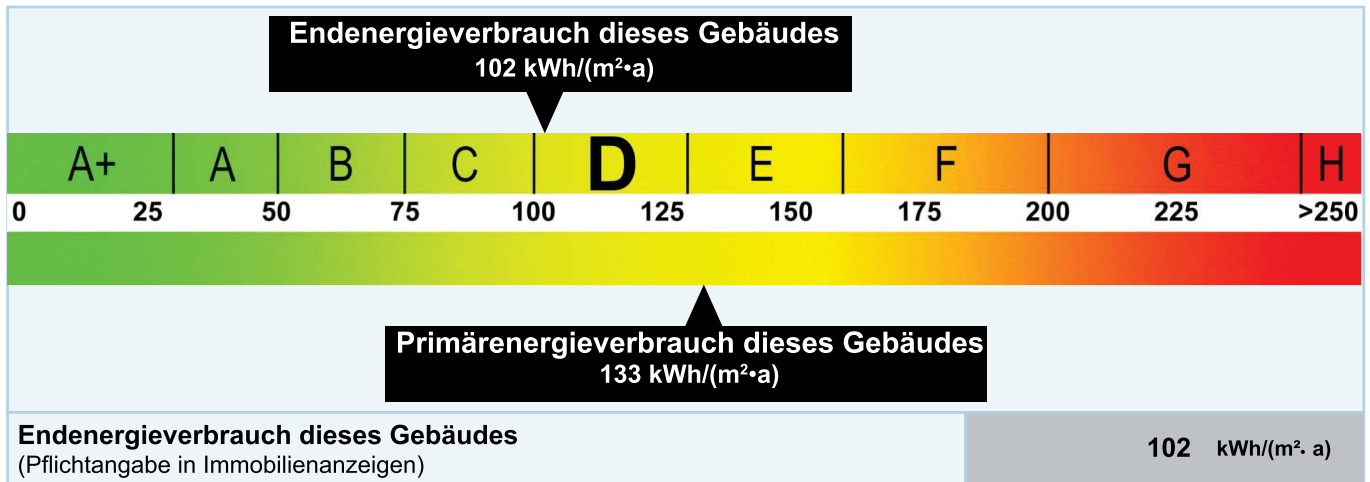 Endenergieverbrauch dieses Gebäudes
102 kWh/(m²•a)
A+ A B C D E F G H
0 25 50 75 100 125 150 175 200 225 >250
Primärenergieverbrauch dieses Gebäudes
133 kWh/(m²•a)
Endenergieverbrauch dieses Gebäudes
(Pflichtangabe in Immobilienanzeigen)
102 kWh/(m²· a)